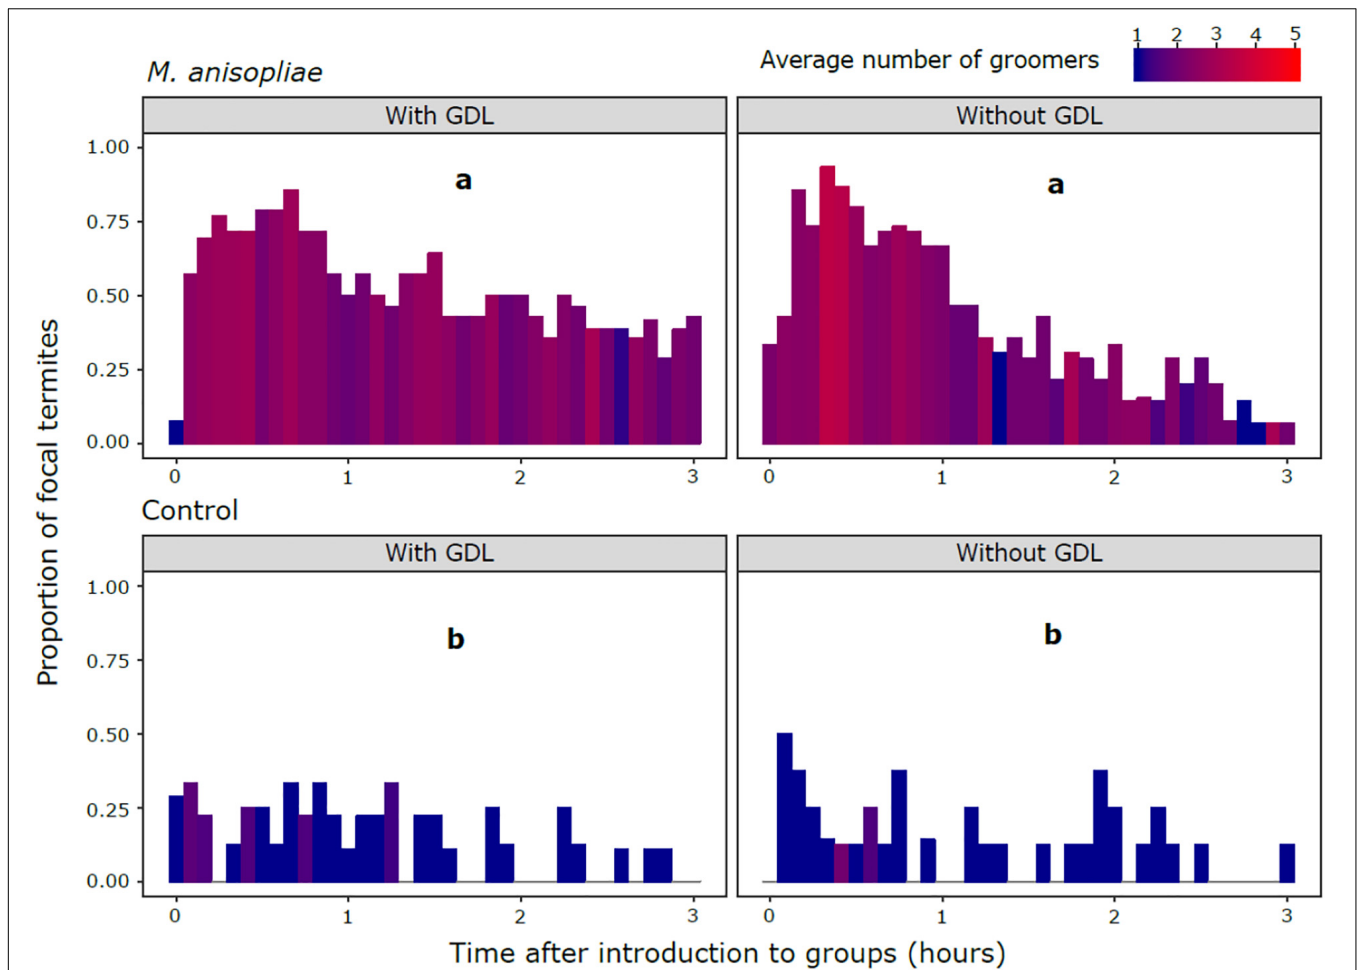 Average number of groomers
1 2 3 4 5
M. anisopliae
With GDL
Without GDL
1.00
0.75
0.50
0.25
0.00
a
a
0 1 2 3
0 1 2 3
Control
With GDL
Without GDL
1.00
0.75
0.50
0.25
0.00
b
b
0 1 2 3
0 1 2 3
Proportion of focal termites
Time after introduction to groups (hours)